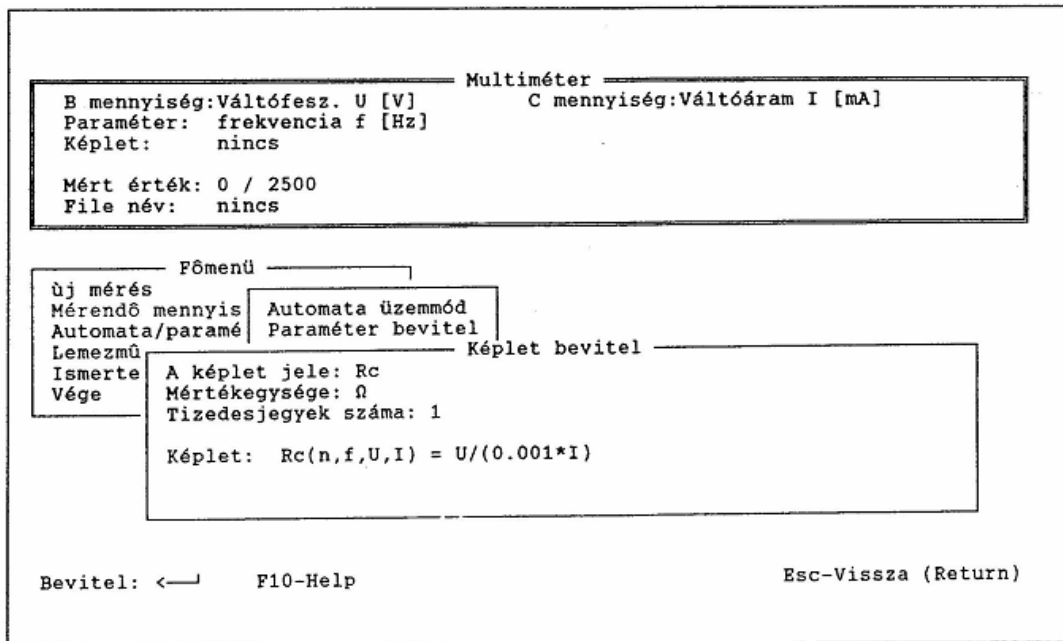 Multiméter
B mennyiség:Váltófesz. U [V] C mennyiség:Váltóáram I [mA]
Paraméter: frekvencia f [Hz]
Képlet: nincs
Mért érték: 0 / 2500
File név: nincs
Fômenü
ùj mérés
Mérendô mennyis
Automata/paramé
Lemezmû
Ismerte
Vége
Automata üzemmód
Paraméter bevitel
Képlet bevitel
A képlet jele: Rc
Mértékegysége: Ω
Tizedesjegyek száma: 1
Képlet: Rc(n,f,U,I) = U/(0.001*I)
Bevitel: <—┘ F10-Help Esc-Vissza (Return)